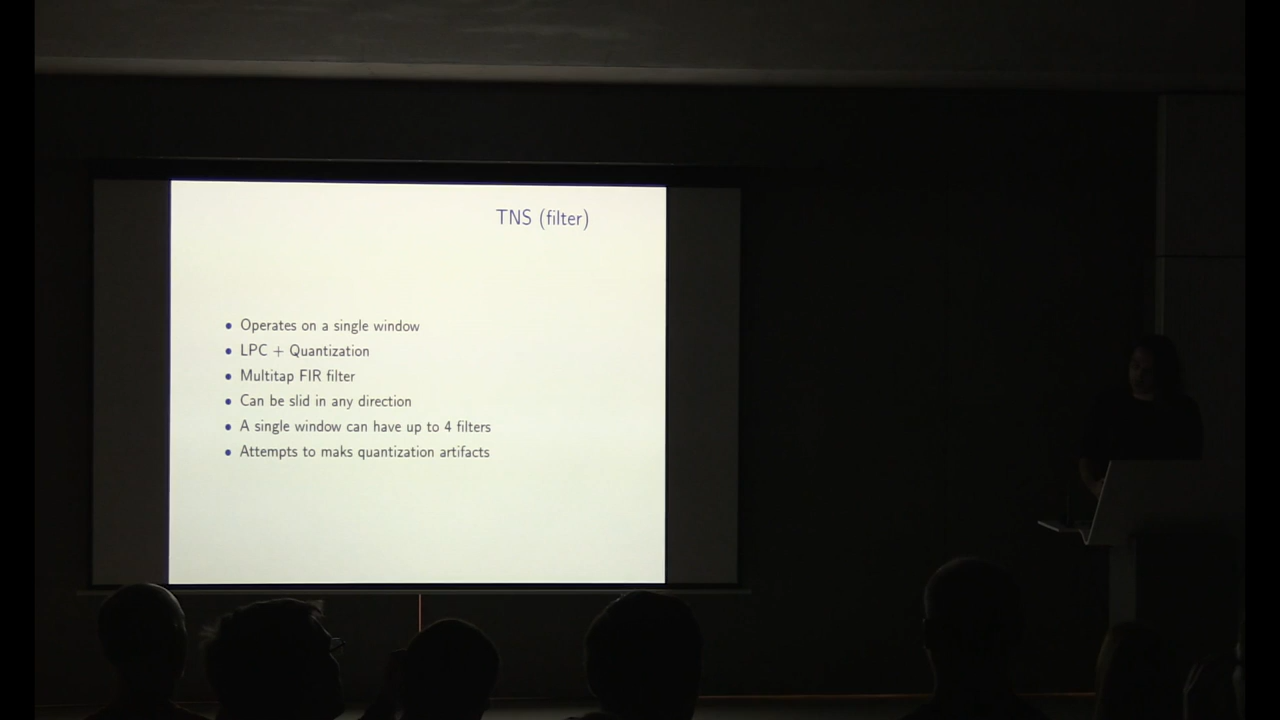 TNS (filter)
• Operates on a single window
• LPC + Quantization
• Multitap FIR filter
• Can be slid in any direction
• A single window can have up to 4 filters
• Attempts to maks quantization artifacts